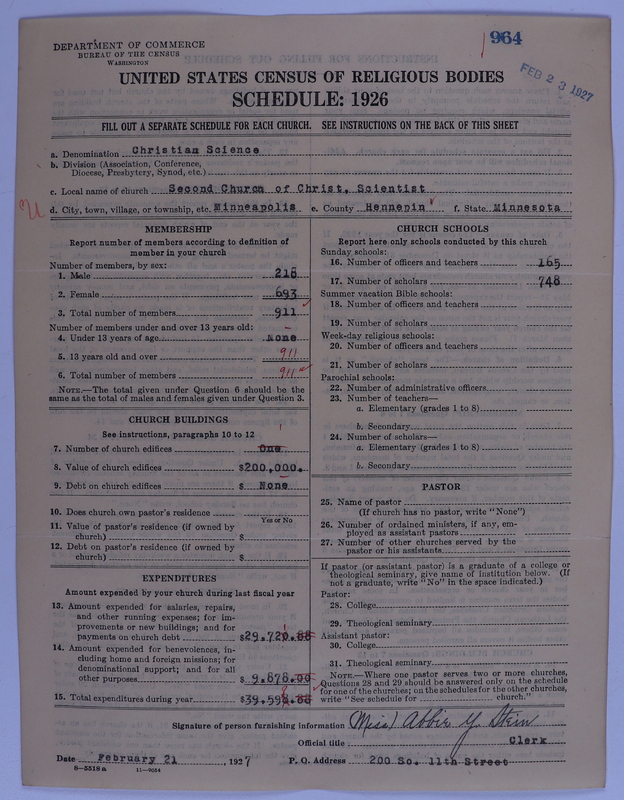 DEPARTMENT OF COMMERCE
BUREAU OF THE CENSUS
WASHINGTON
964
FEB 23 1927
UNITED STATES CENSUS OF RELIGIOUS BODIES
SCHEDULE: 1926
FILL OUT A SEPARATE SCHEDULE FOR EACH CHURCH. SEE INSTRUCTIONS ON THE BACK OF THIS SHEET
a. Denomination Christian Science
b. Division (Association, Conference,
Diocese, Presbytery, Synod, etc.)
c. Local name of church Second Church of Christ, Scientist
d. City, town, village, or township, etc. Minneapolis e. County Hennepin f. State Minnesota
MEMBERSHIP
Report number of members according to definition of
member in your church
Number of members, by sex:
1. Male 218
2. Female 693
3. Total number of members 911
Number of members under and over 13 years old:
4. Under 13 years of age None
5. 13 years old and over 911
6. Total number of members 911
NOTE.—The total given under Question 6 should be the
same as the total of males and females given under Question 3.
CHURCH BUILDINGS
See instructions, paragraphs 10 to 12
7. Number of church edifices One 1
8. Value of church edifices $200,000.
9. Debt on church edifices $ None
10. Does church own pastor's residence
Yes or No
11. Value of pastor's residence (if owned by
church) $
12. Debt on pastor's residence (if owned by
church) $
EXPENDITURES
Amount expended by your church during last fiscal year
13. Amount expended for salaries, repairs,
and other running expenses; for im-
provements or new buildings; and for
payments on church debt $29,720.88
14. Amount expended for benevolences, in-
cluding home and foreign missions; for
denominational support; and for all
other purposes $ 9,878.00
15. Total expenditures during year $39,598.88
CHURCH SCHOOLS
Report here only schools conducted by this church
Sunday schools:
16. Number of officers and teachers 165
17. Number of scholars 748
Summer vacation Bible schools:
18. Number of officers and teachers
19. Number of scholars
Week-day religious schools:
20. Number of officers and teachers
21. Number of scholars
Parochial schools:
22. Number of administrative officers
23. Number of teachers—
a. Elementary (grades 1 to 8)
b. Secondary
24. Number of scholars—
a. Elementary (grades 1 to 8)
b. Secondary
PASTOR
25. Name of pastor
(If church has no pastor, write "None")
26. Number of ordained ministers, if any, em-
ployed as assistant pastors
27. Number of other churches served by the
pastor or his assistants
If pastor (or assistant pastor) is a graduate of a college or
theological seminary, give name of institution below. (If
not a graduate, write "No" in the space indicated.)
Pastor:
28. College
29. Theological seminary
Assistant pastor:
30. College
31. Theological seminary
NOTE.—Where one pastor serves two or more churches,
Questions 28 and 29 should be answered only on the schedule
for one of the churches; on the schedules for the other churches,
write "See schedule for church."
Signature of person furnishing information (Miss) Abbie Y. Stein
Official title Clerk
Date February 21, 1927 P. O. Address 200 So. 11th Street
8—5518a 11—9024